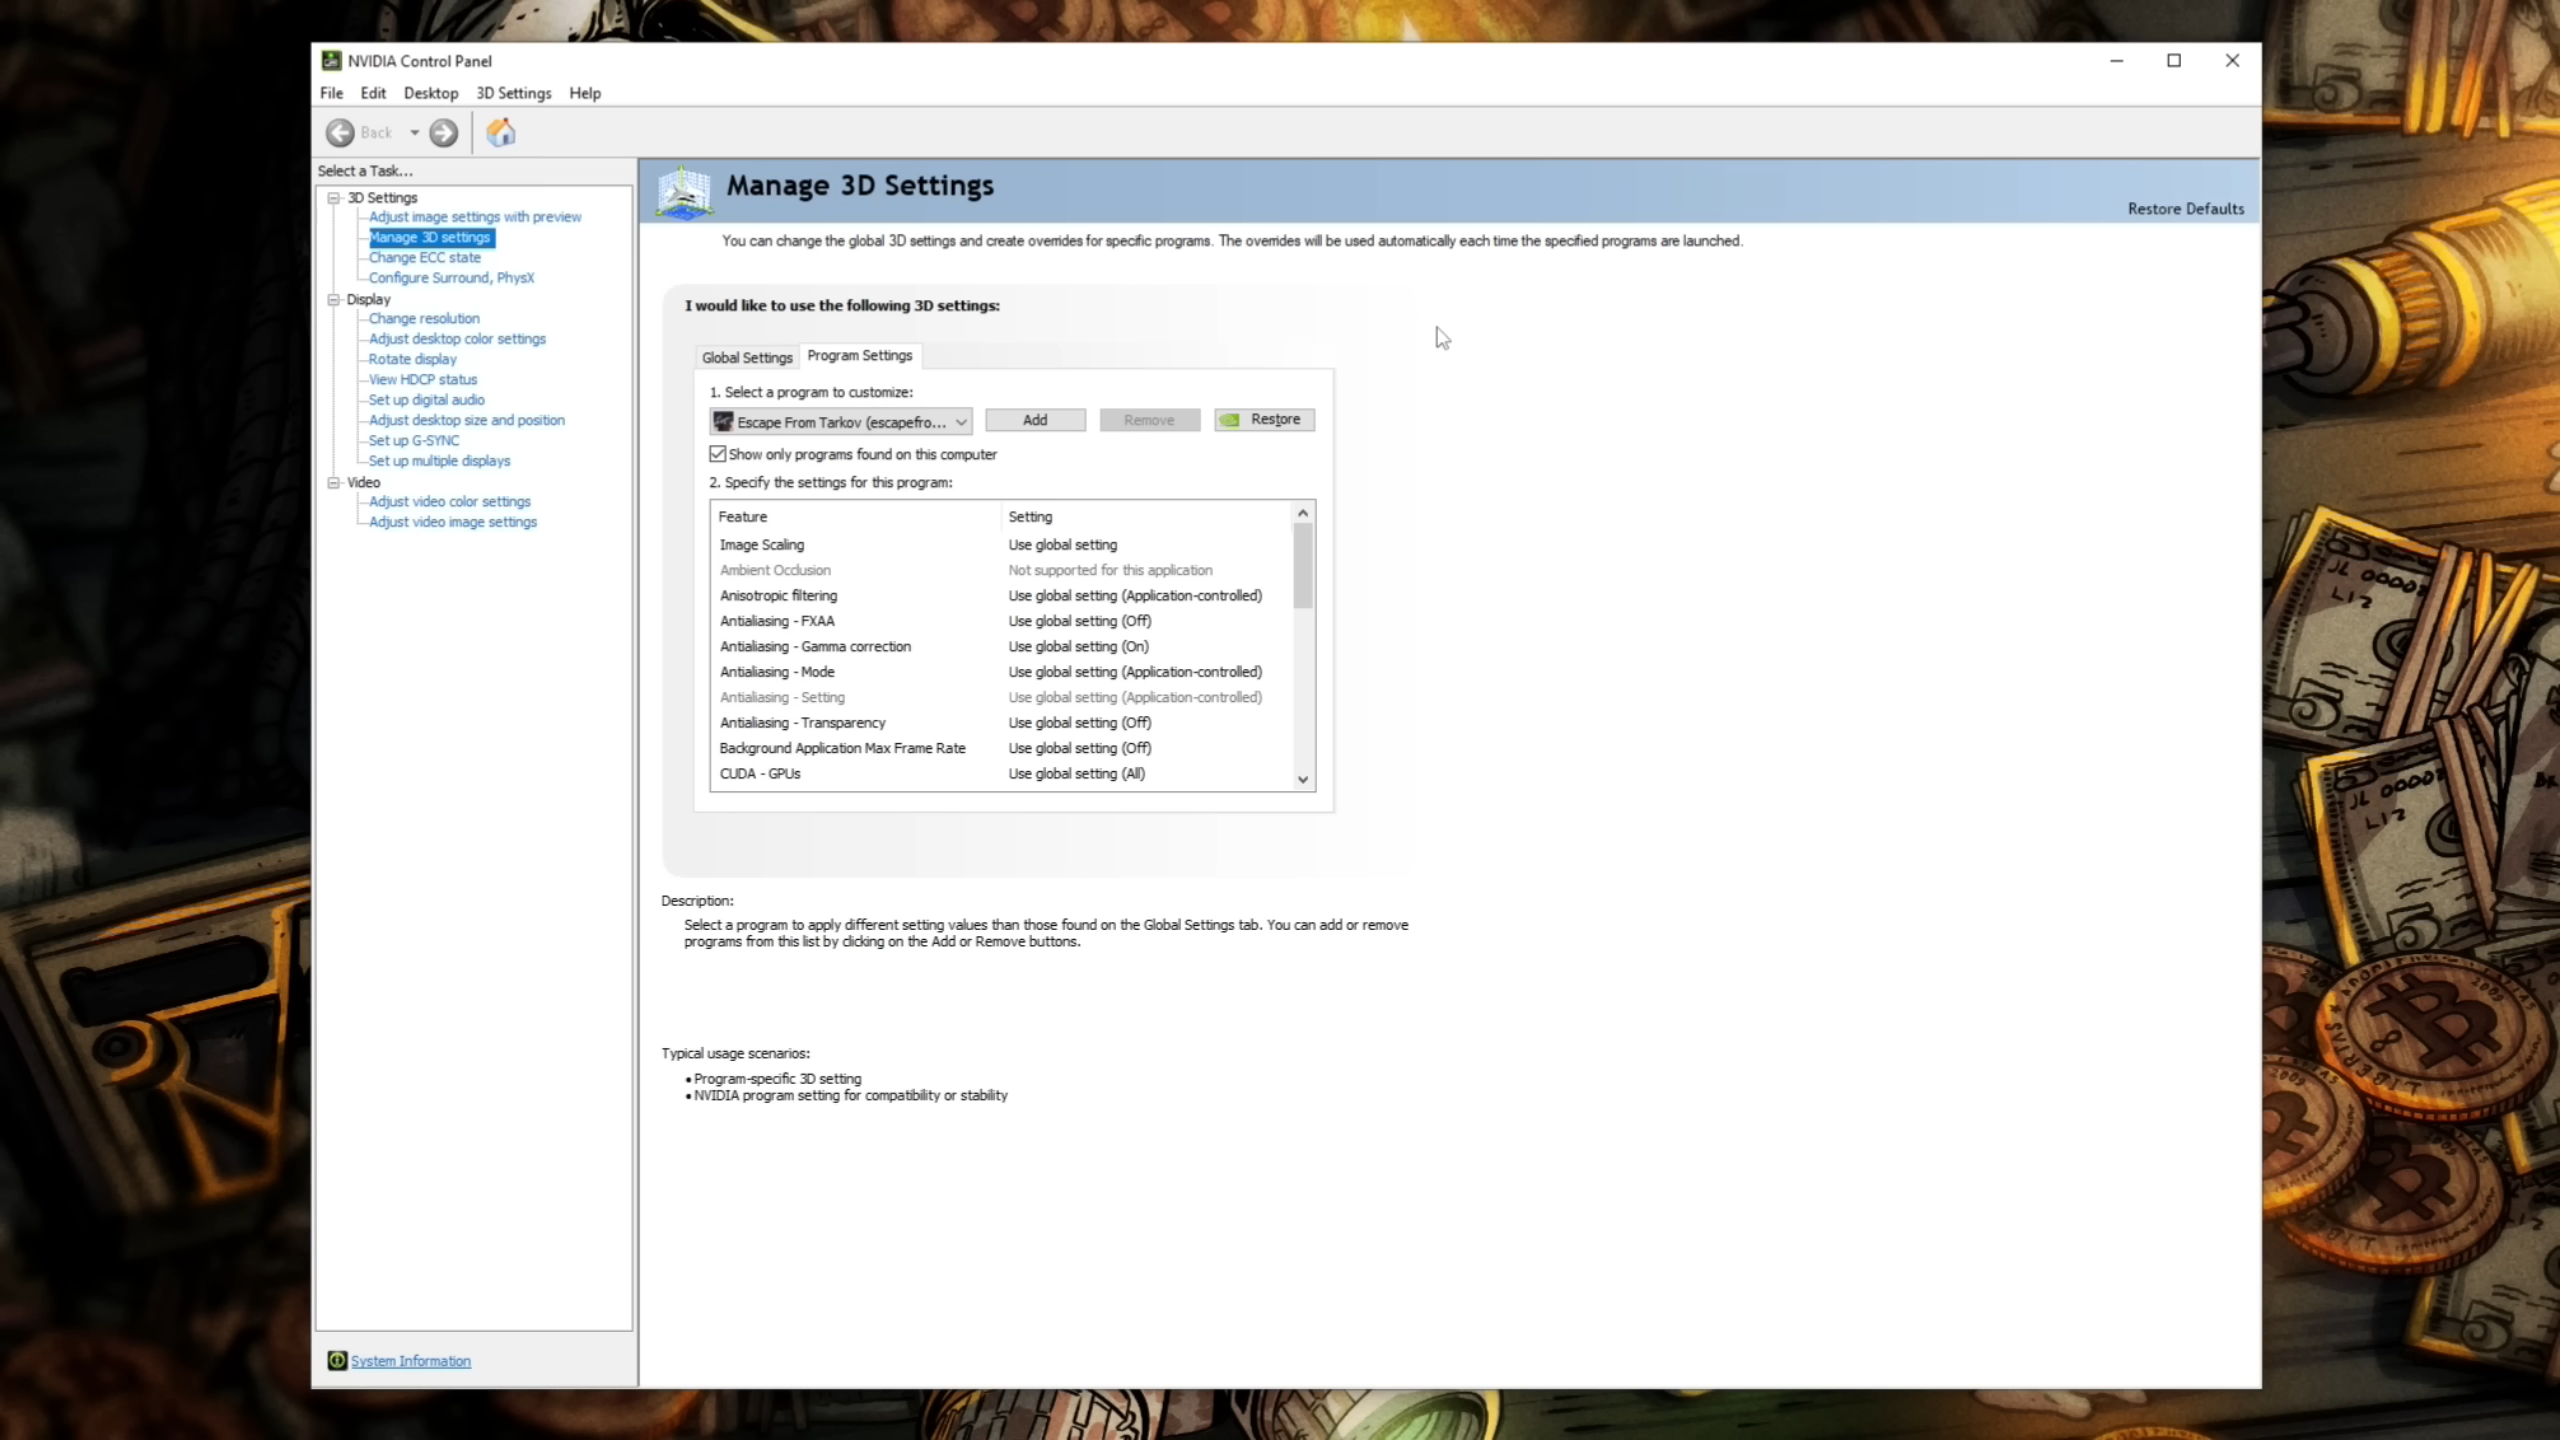 NVIDIA Control Panel
File Edit Desktop 3D Settings Help
Back
Select a Task...
3D Settings
Adjust image settings with preview
Manage 3D settings
Change ECC state
Configure Surround, PhysX
Display
Change resolution
Adjust desktop color settings
Rotate display
View HDCP status
Set up digital audio
Adjust desktop size and position
Set up G-SYNC
Set up multiple displays
Video
Adjust video color settings
Adjust video image settings
System Information
Manage 3D Settings
Restore Defaults
You can change the global 3D settings and create overrides for specific programs. The overrides will be used automatically each time the specified programs are launched.
I would like to use the following 3D settings:
Global Settings Program Settings
1. Select a program to customize:
Escape From Tarkov (escapefro... Add Remove Restore
Show only programs found on this computer
2. Specify the settings for this program:
Feature Setting
Image Scaling Use global setting
Ambient Occlusion Not supported for this application
Anisotropic filtering Use global setting (Application-controlled)
Antialiasing - FXAA Use global setting (Off)
Antialiasing - Gamma correction Use global setting (On)
Antialiasing - Mode Use global setting (Application-controlled)
Antialiasing - Setting Use global setting (Application-controlled)
Antialiasing - Transparency Use global setting (Off)
Background Application Max Frame Rate Use global setting (Off)
CUDA - GPUs Use global setting (All)
Description:
Select a program to apply different setting values than those found on the Global Settings tab. You can add or remove
programs from this list by clicking on the Add or Remove buttons.
Typical usage scenarios:
• Program-specific 3D setting
• NVIDIA program setting for compatibility or stability